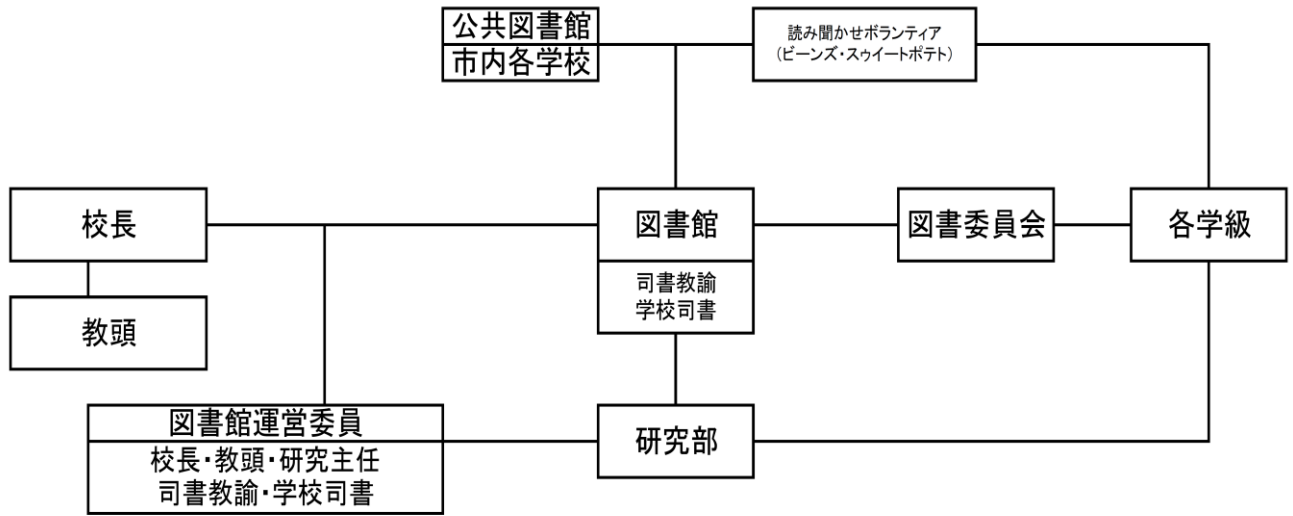 公共図書館
市内各学校
読み聞かせボランティア
(ビーンズ・スゥイートポテト)
校長
図書館
図書委員会
各学級
司書教諭
学校司書
教頭
図書館運営委員
校長・教頭・研究主任
司書教諭・学校司書
研究部